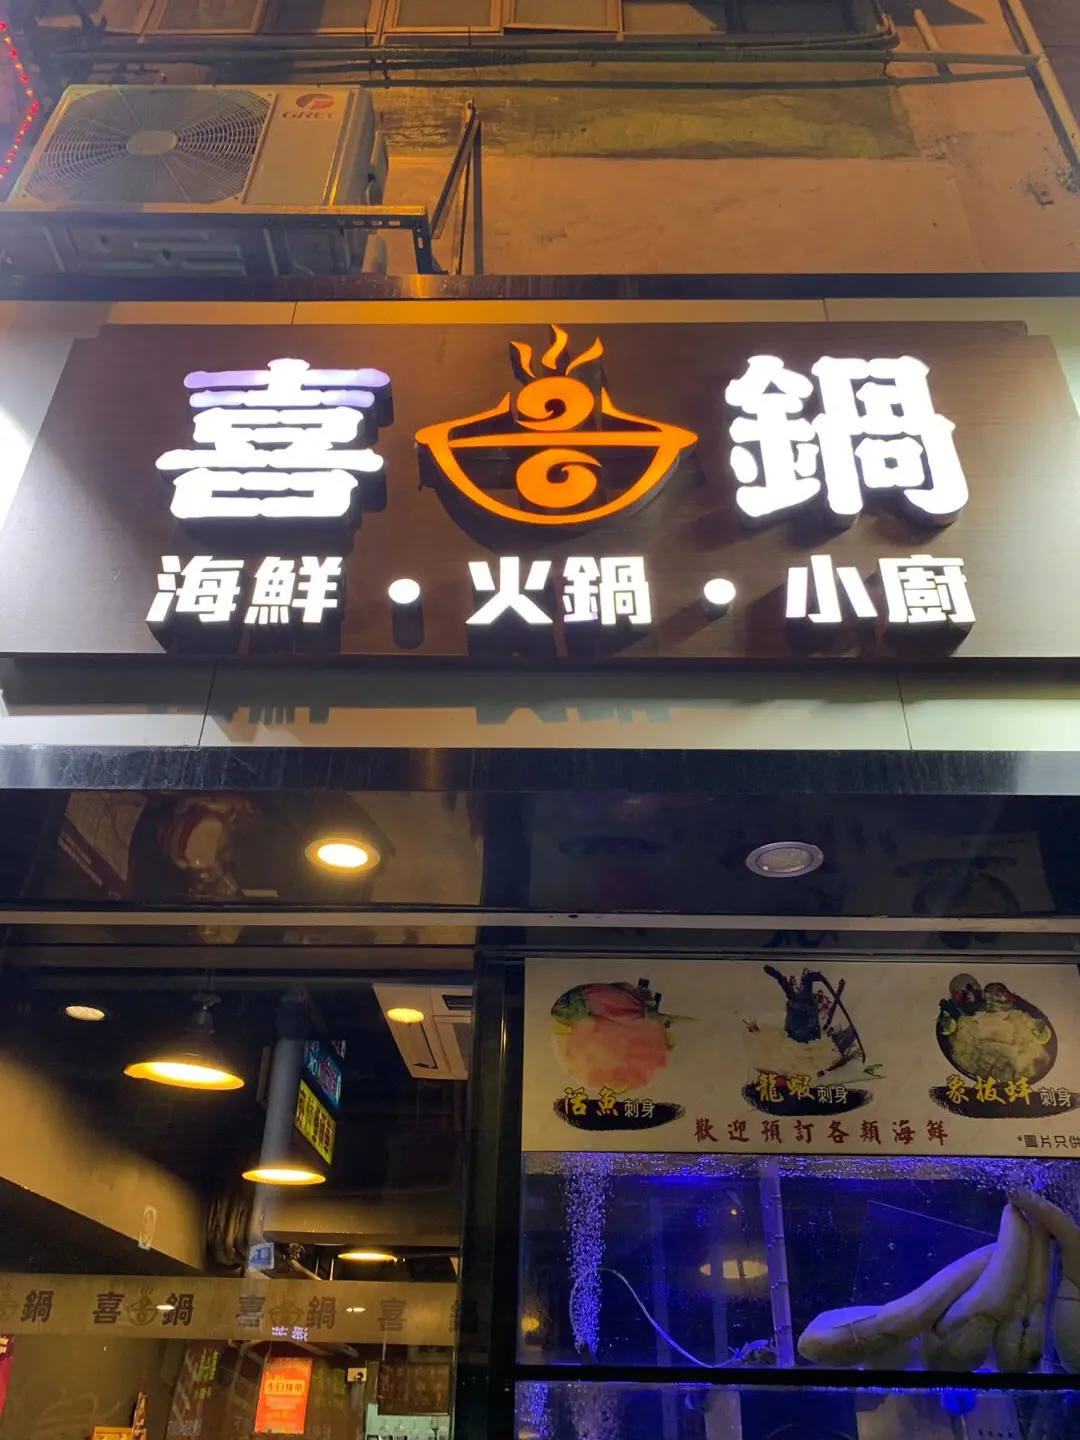 GREE
喜鍋
海鮮・火鍋・小廚
活魚刺身
龍蝦刺身
象拔蚌刺身
歡迎預訂各類海鮮
*圖片只供
鍋 喜鍋 喜鍋 喜